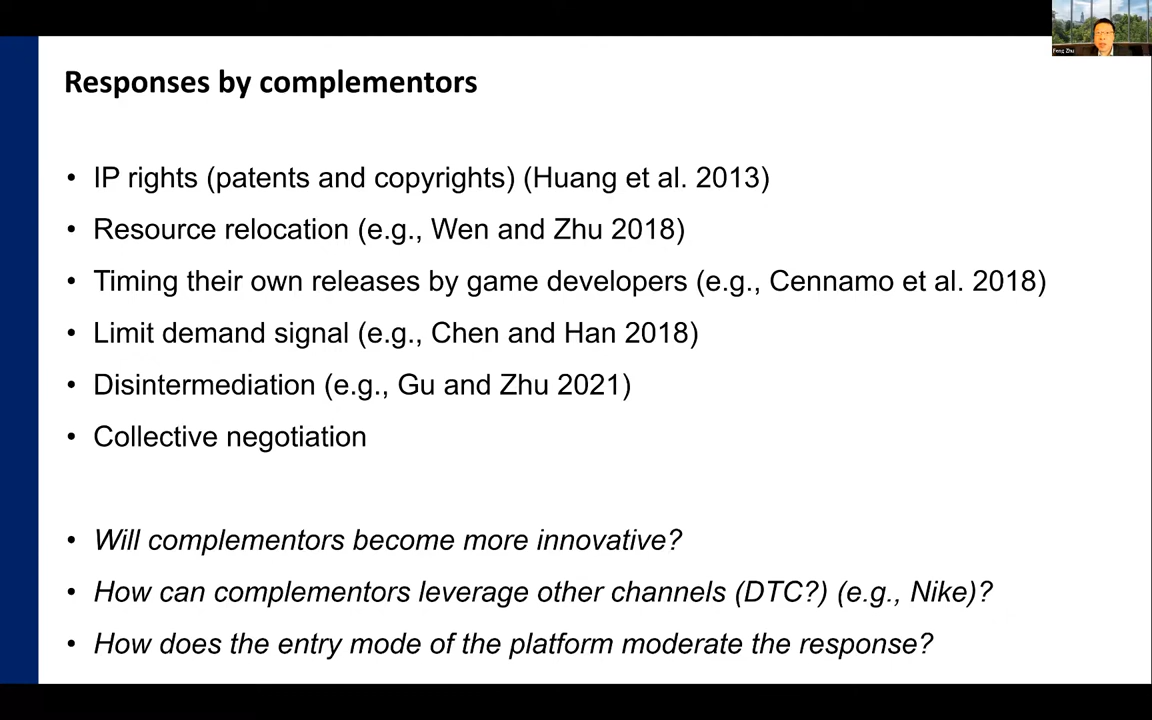 Feng Zhu
Responses by complementors
• IP rights (patents and copyrights) (Huang et al. 2013)
• Resource relocation (e.g., Wen and Zhu 2018)
• Timing their own releases by game developers (e.g., Cennamo et al. 2018)
• Limit demand signal (e.g., Chen and Han 2018)
• Disintermediation (e.g., Gu and Zhu 2021)
• Collective negotiation
• Will complementors become more innovative?
• How can complementors leverage other channels (DTC?) (e.g., Nike)?
• How does the entry mode of the platform moderate the response?